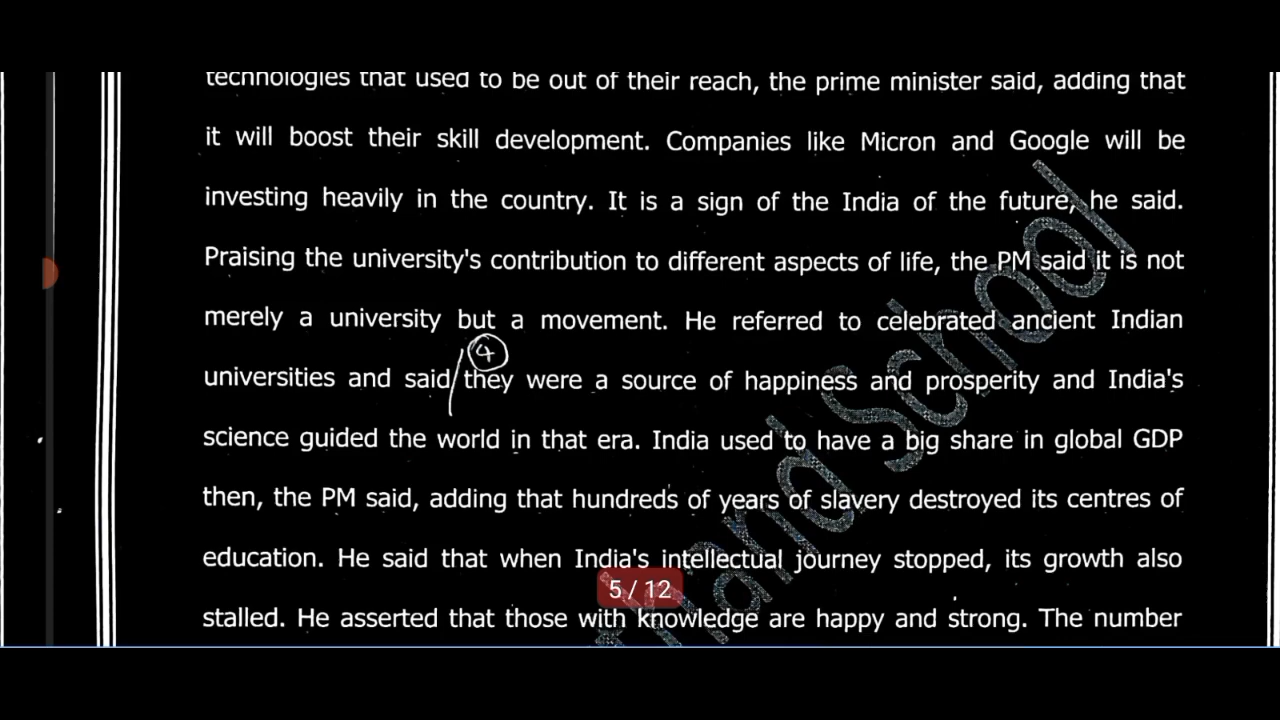 technologies that used to be out of their reach, the prime minister said, adding that
it will boost their skill development. Companies like Micron and Google will be
investing heavily in the country. It is a sign of the India of the future, he said.
Praising the university's contribution to different aspects of life, the PM said it is not
merely a university but a movement. He referred to celebrated ancient Indian
4
universities and said/they were a source of happiness and prosperity and India's
science guided the world in that era. India used to have a big share in global GDP
then, the PM said, adding that hundreds of years of slavery destroyed its centres of
education. He said that when India's intellectual journey stopped, its growth also
5 / 12
stalled. He asserted that those with knowledge are happy and strong. The number
School